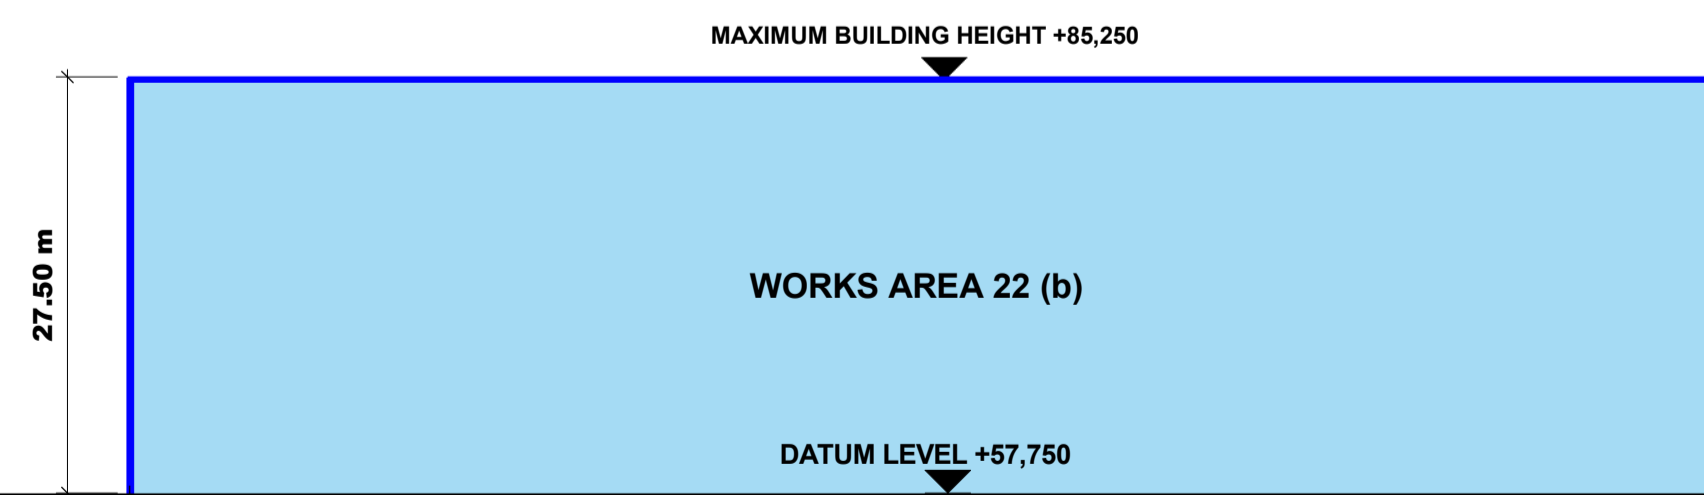 MAXIMUM BUILDING HEIGHT +85,250
27.50 m
WORKS AREA 22 (b)
DATUM LEVEL +57,750